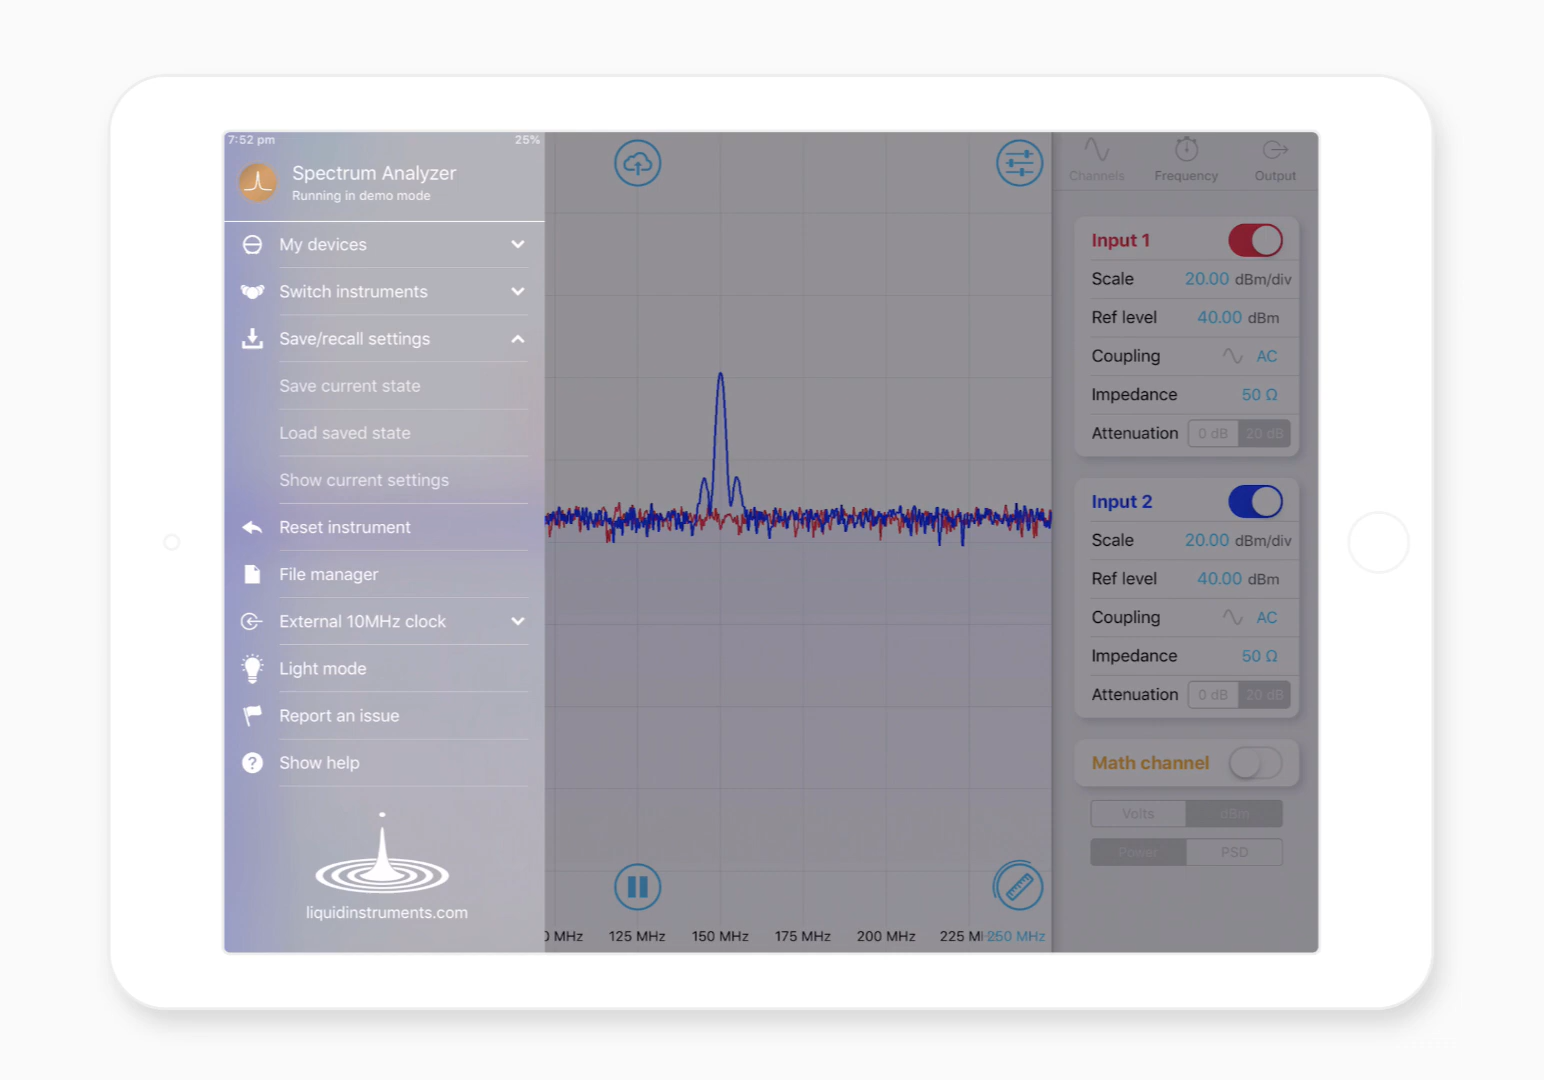 7:52 pm
25%
Spectrum Analyzer
Running in demo mode
My devices
Switch instruments
Save/recall settings
Save current state
Load saved state
Show current settings
Reset instrument
File manager
External 10MHz clock
Light mode
Report an issue
Show help
liquidinstruments.com
0 MHz 125 MHz 150 MHz 175 MHz 200 MHz 225 M 250 MHz
Channels Frequency Output
Input 1
Scale 20.00 dBm/div
Ref level 40.00 dBm
Coupling AC
Impedance 50 Ω
Attenuation 0 dB 20 dB
Input 2
Scale 20.00 dBm/div
Ref level 40.00 dBm
Coupling AC
Impedance 50 Ω
Attenuation 0 dB 20 dB
Math channel
Volts dBm
Power PSD